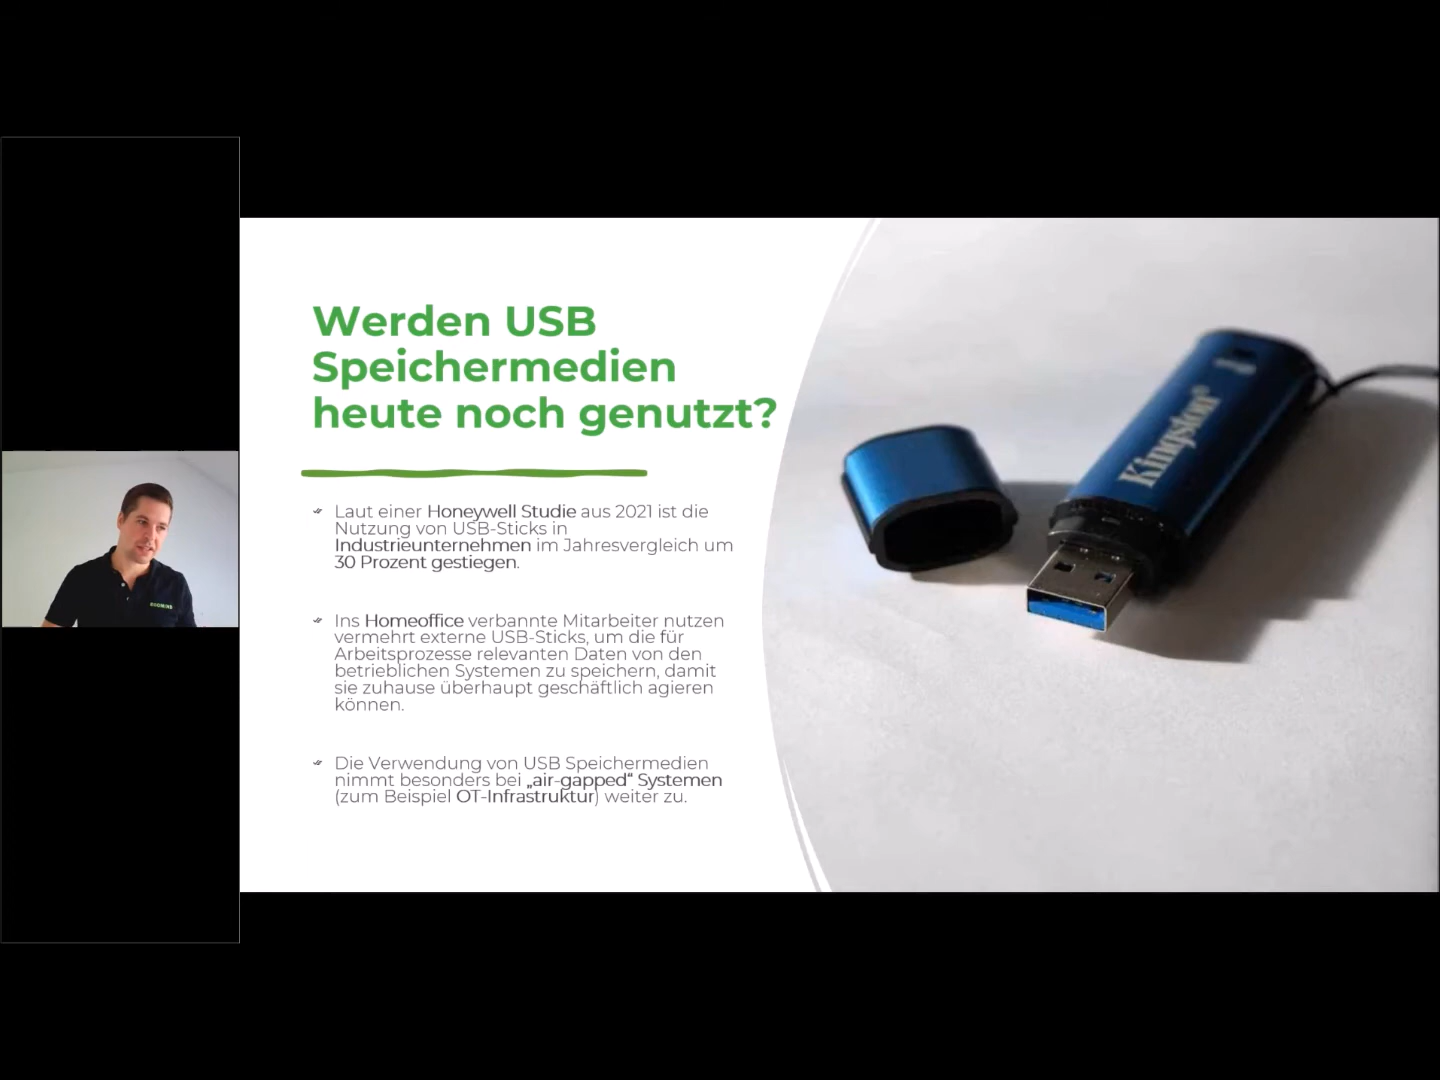 Werden USB
Speichermedien
heute noch genutzt?
Laut einer Honeywell Studie aus 2021 ist die
Nutzung von USB-Sticks in
Industrieunternehmen im Jahresvergleich um
30 Prozent gestiegen.
Ins Homeoffice verbannte Mitarbeiter nutzen
vermehrt externe USB-Sticks, um die für
Arbeitsprozesse relevanten Daten von den
betrieblichen Systemen zu speichern, damit
sie zuhause überhaupt geschäftlich agieren
können.
Die Verwendung von USB Speichermedien
nimmt besonders bei „air-gapped“ Systemen
(zum Beispiel OT-Infrastruktur) weiter zu.
Kingston®